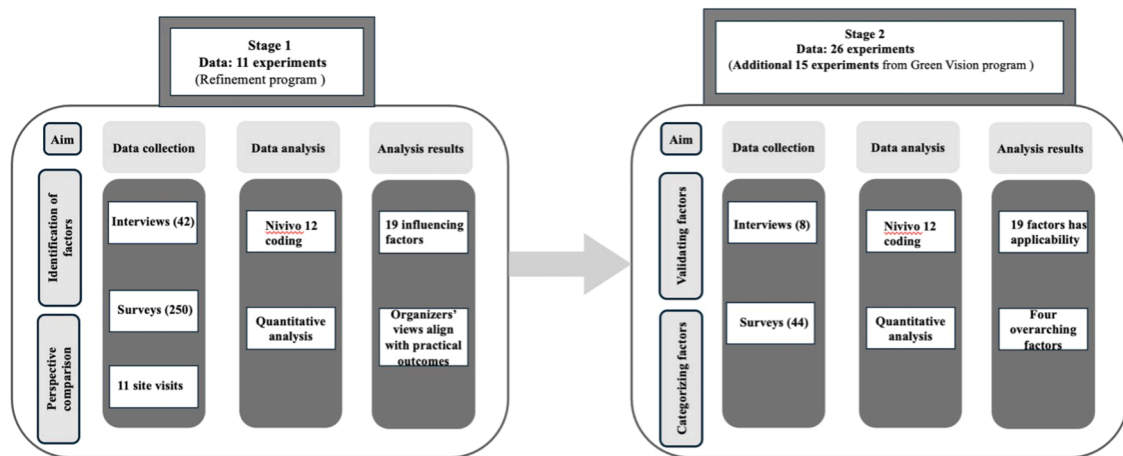 Stage 1
Data: 11 experiments
(Refinement program )
Aim
Data collection
Data analysis
Analysis results
Identification of
factors
Perspective
comparison
Interviews (42)
Surveys (250)
11 site visits
Nivivo 12
coding
Quantitative
analysis
19 influencing
factors
Organizers'
views align
with practical
outcomes
Stage 2
Data: 26 experiments
(Additional 15 experiments from Green Vision program )
Aim
Data collection
Data analysis
Analysis results
Validating factors
Categorizing factors
Interviews (8)
Surveys (44)
Nivivo 12
coding
Quantitative
analysis
19 factors has
applicability
Four
overarching
factors